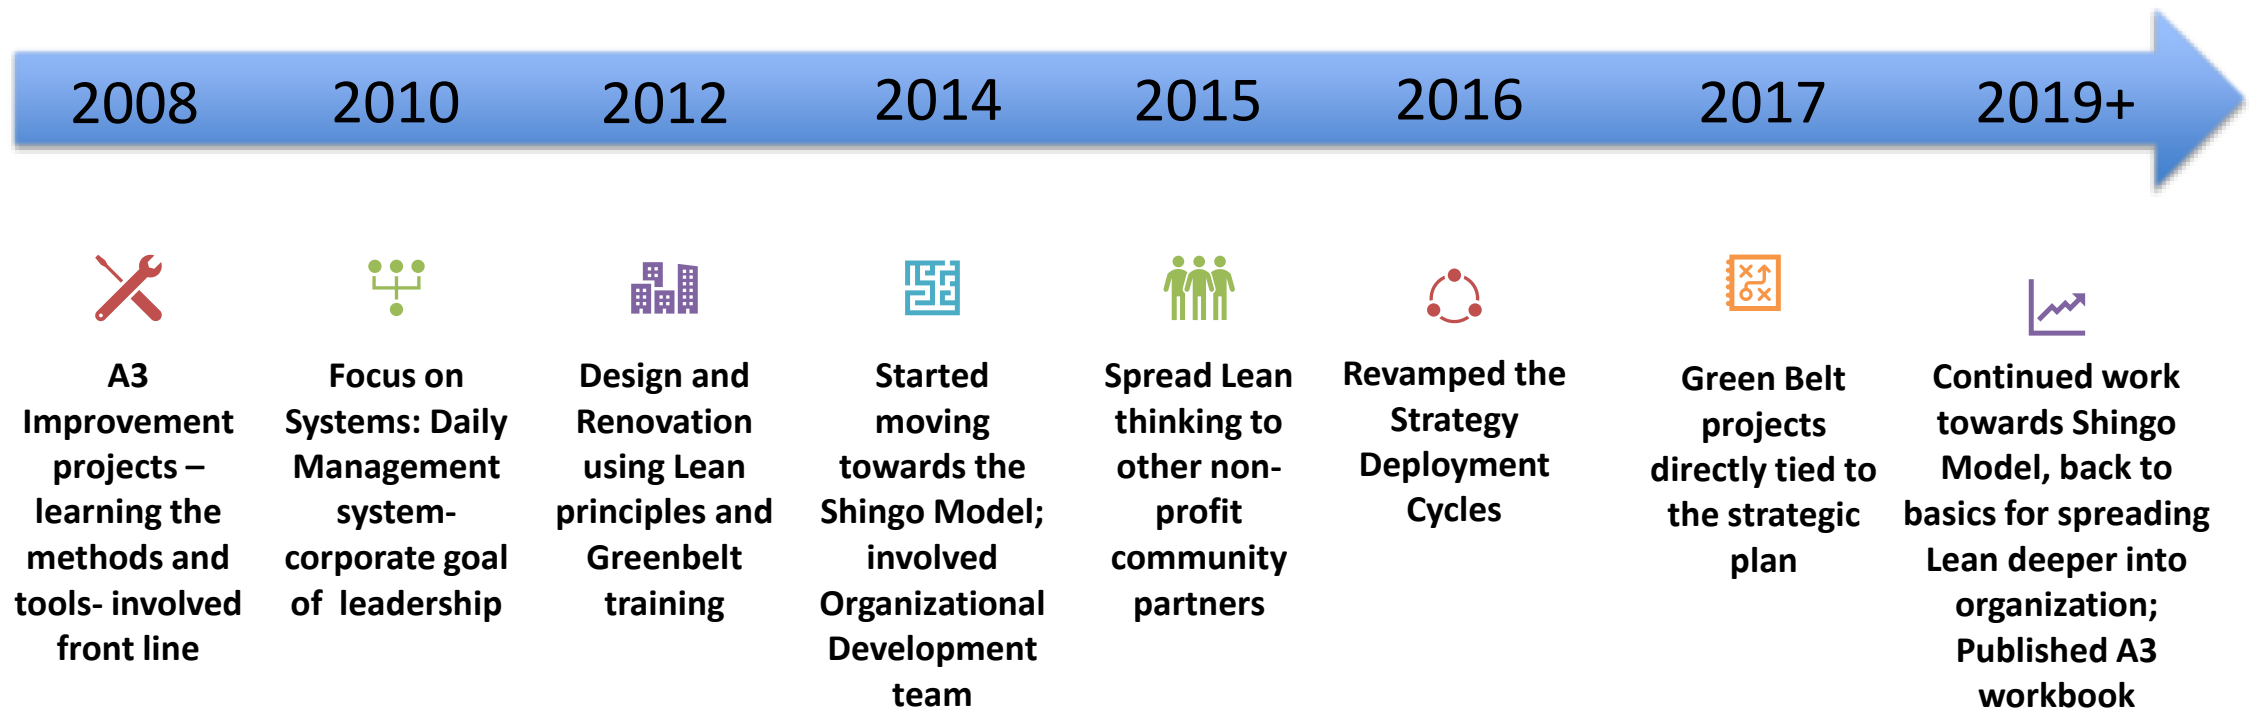 2008
2010
2012
2014
2015
2016
2017
2019+
A3
Improvement
projects –
learning the
methods and
tools- involved
front line
Focus on
Systems: Daily
Management
system-
corporate goal
of leadership
Design and
Renovation
using Lean
principles and
Greenbelt
training
Started
moving
towards the
Shingo Model;
involved
Organizational
Development
team
Spread Lean
thinking to
other non-
profit
community
partners
Revamped the
Strategy
Deployment
Cycles
Green Belt
projects
directly tied to
the strategic
plan
Continued work
towards Shingo
Model, back to
basics for spreading
Lean deeper into
organization;
Published A3
workbook